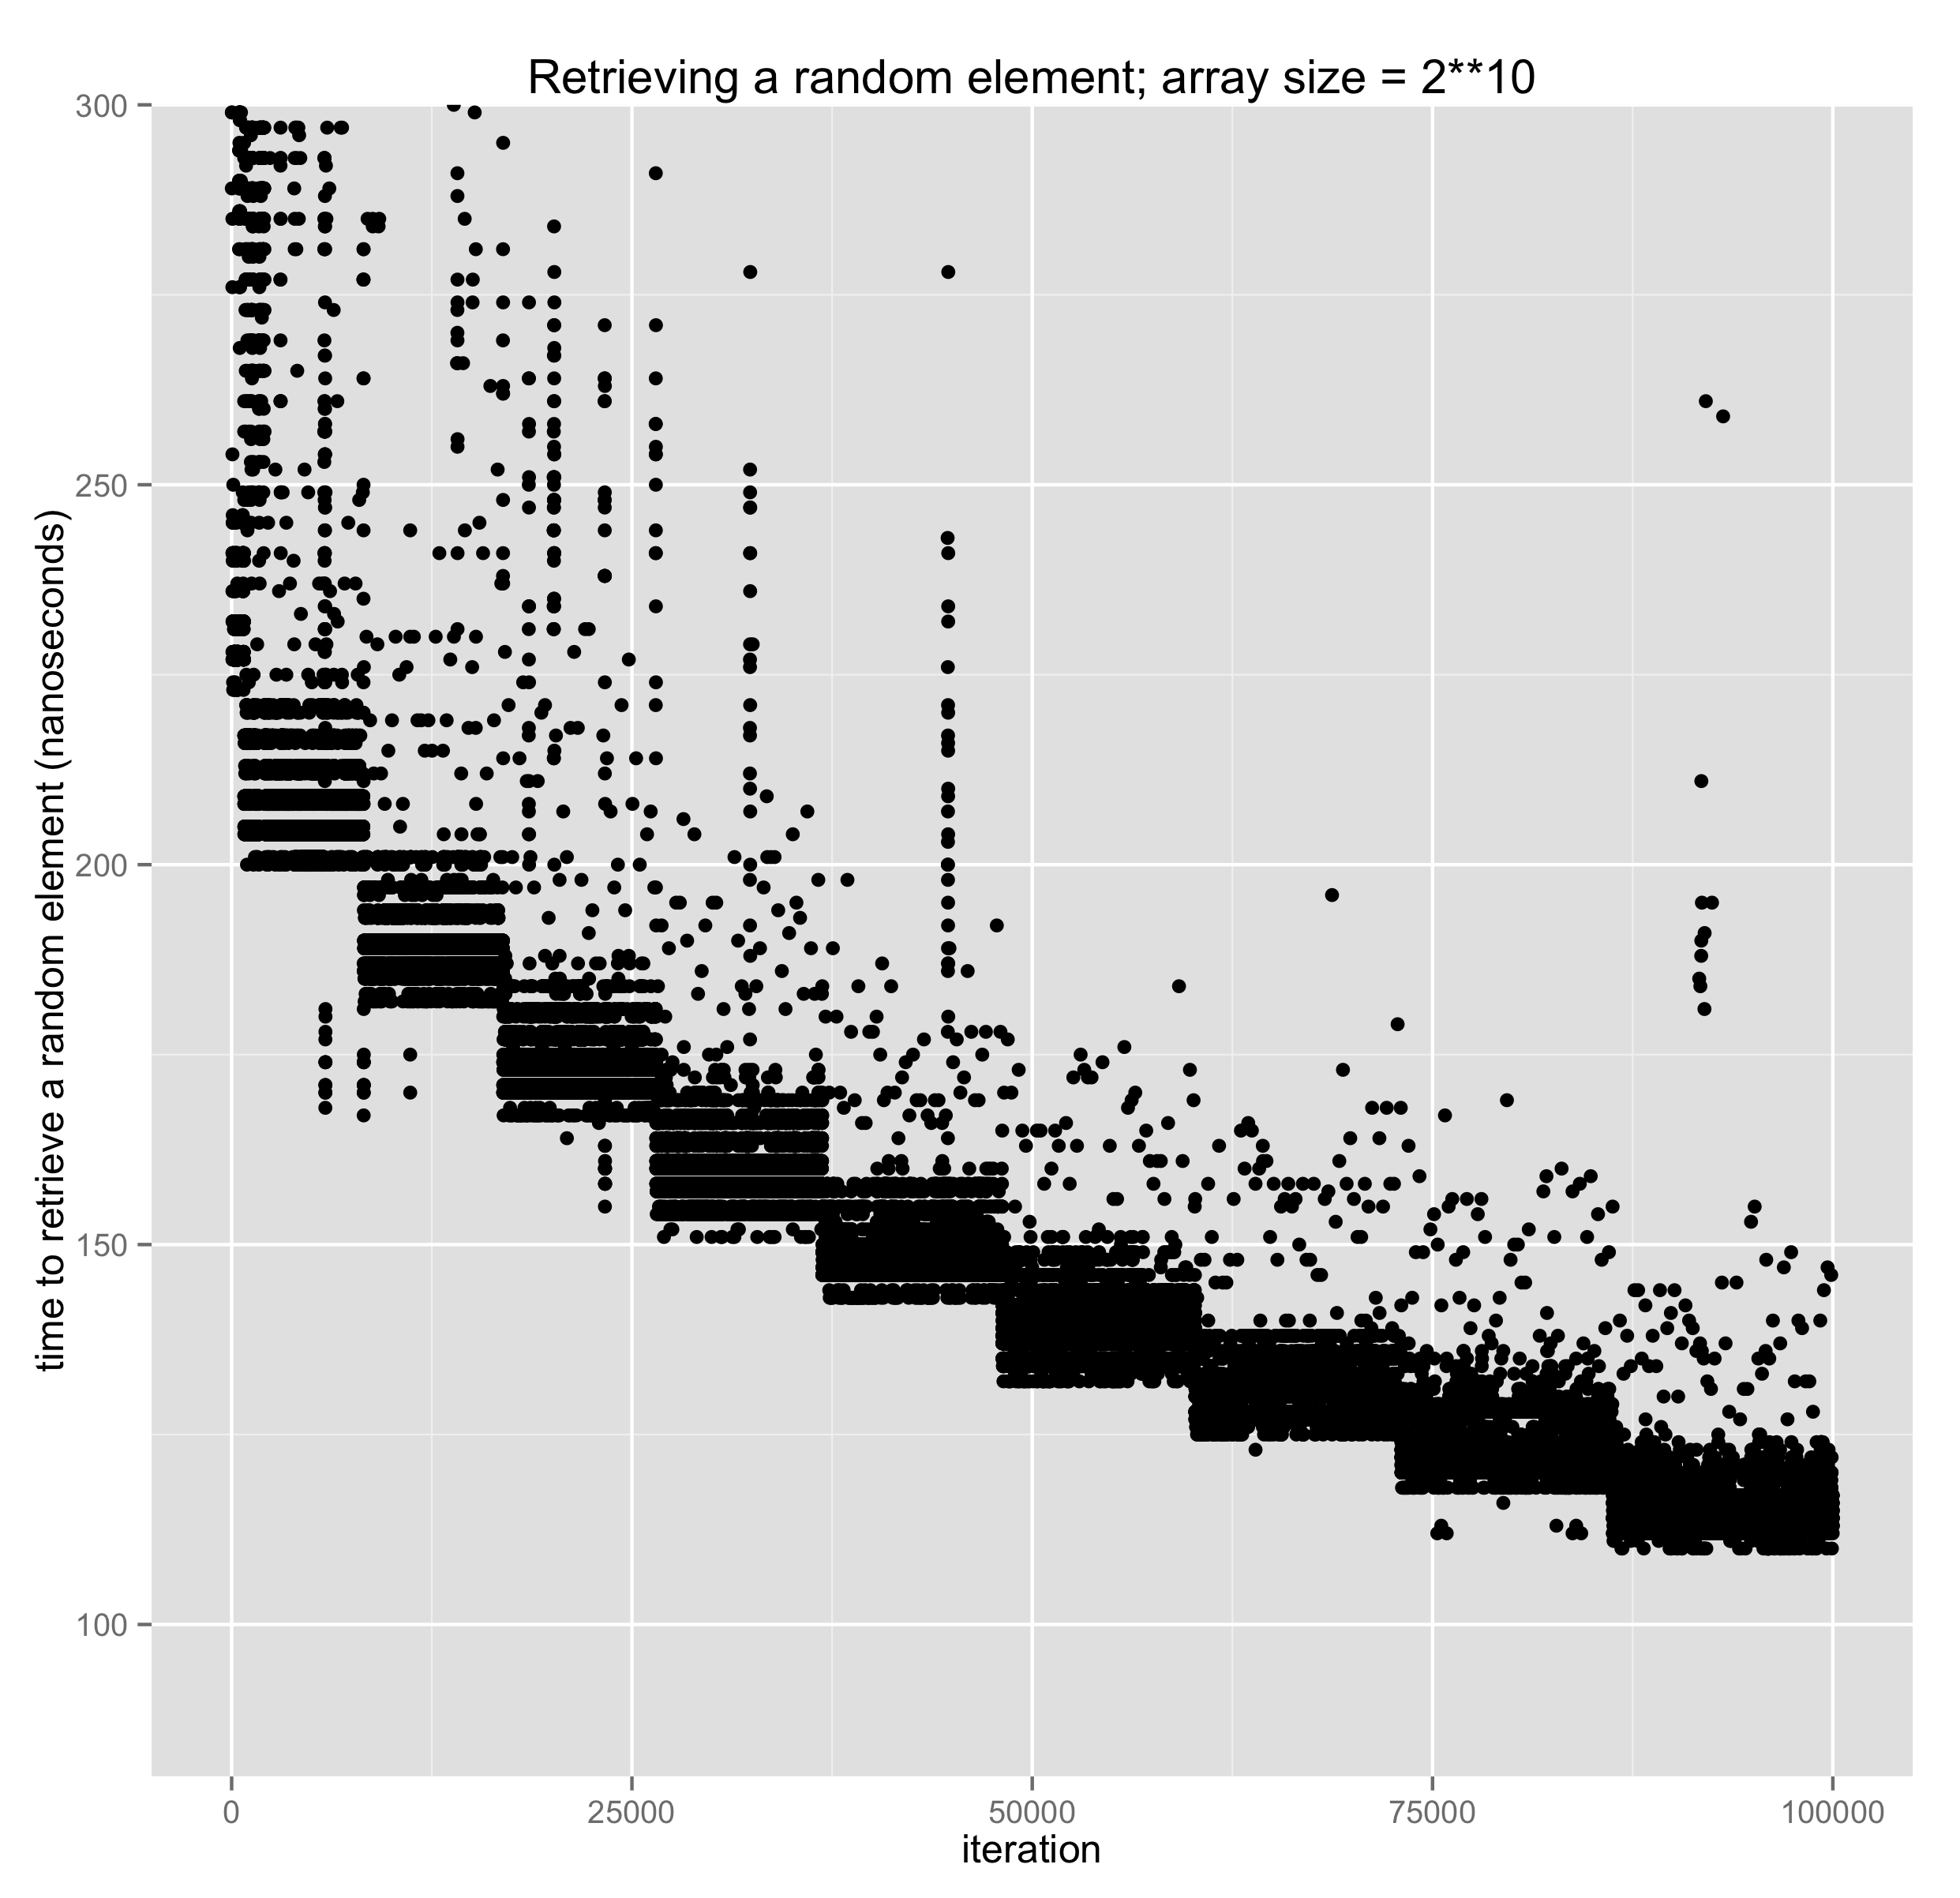 Retrieving a random element; array size = 2**10
time to retrieve a random element (nanoseconds)
300
250
200
150
100
0 25000 50000 75000 100000
iteration